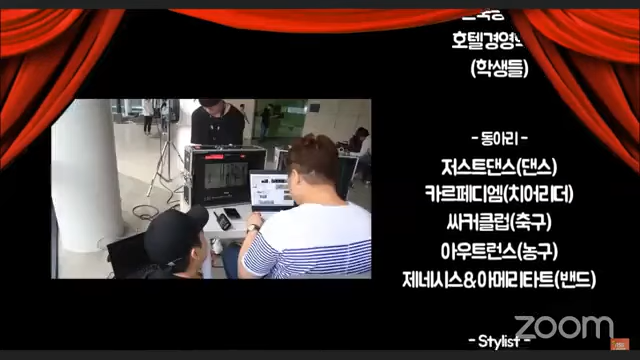 호텔경영
(학생들)
- 동아리 -
저스트댄스(댄스)
카르페디엠(치어리더)
싸커클럽(축구)
아우트런스(농구)
제네시스&아메리타트(밴드)
- Stylist -
zoom